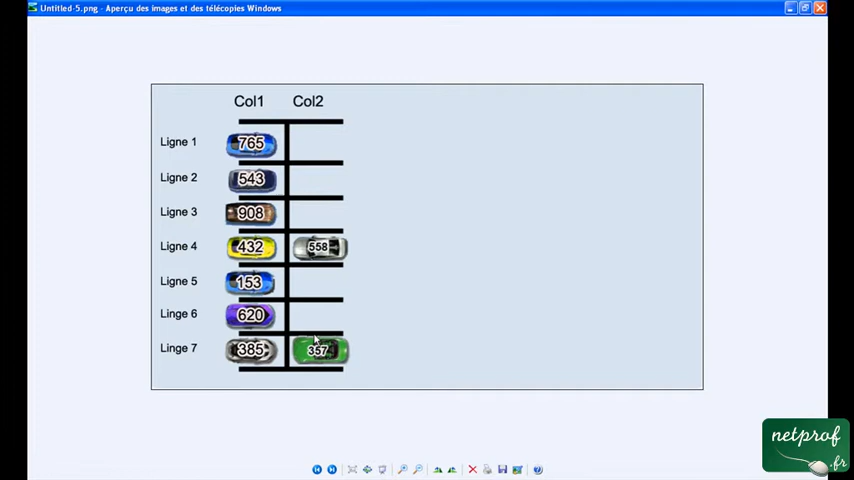 Untitled-5.png - Aperçu des images et des télécopies Windows
Col1 Col2
Ligne 1 765
Ligne 2 543
Ligne 3 908
Ligne 4 432 558
Ligne 5 153
Linge 6 620
Linge 7 385 357
netprof
.fr